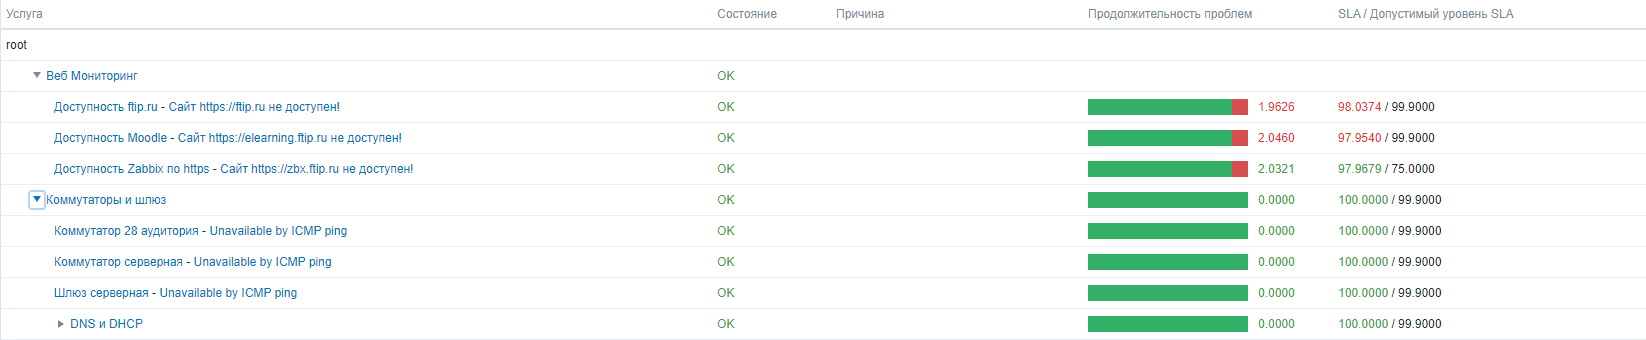 Услуга Состояние Причина Продолжительность проблем SLA / Допустимый уровень SLA
root
Веб Мониторинг OK
Доступность ftip.ru - Сайт https://ftip.ru не доступен! OK 1.9626 98.0374 / 99.9000
Доступность Moodle - Сайт https://elearning.ftip.ru не доступен! OK 2.0460 97.9540 / 99.9000
Доступность Zabbix по https - Сайт https://zbx.ftip.ru не доступен! OK 2.0321 97.9679 / 75.0000
Коммутаторы и шлюз OK 0.0000 100.0000 / 99.9000
Коммутатор 28 аудитория - Unavailable by ICMP ping OK 0.0000 100.0000 / 99.9000
Коммутатор серверная - Unavailable by ICMP ping OK 0.0000 100.0000 / 99.9000
Шлюз серверная - Unavailable by ICMP ping OK 0.0000 100.0000 / 99.9000
DNS и DHCP OK 0.0000 100.0000 / 99.9000